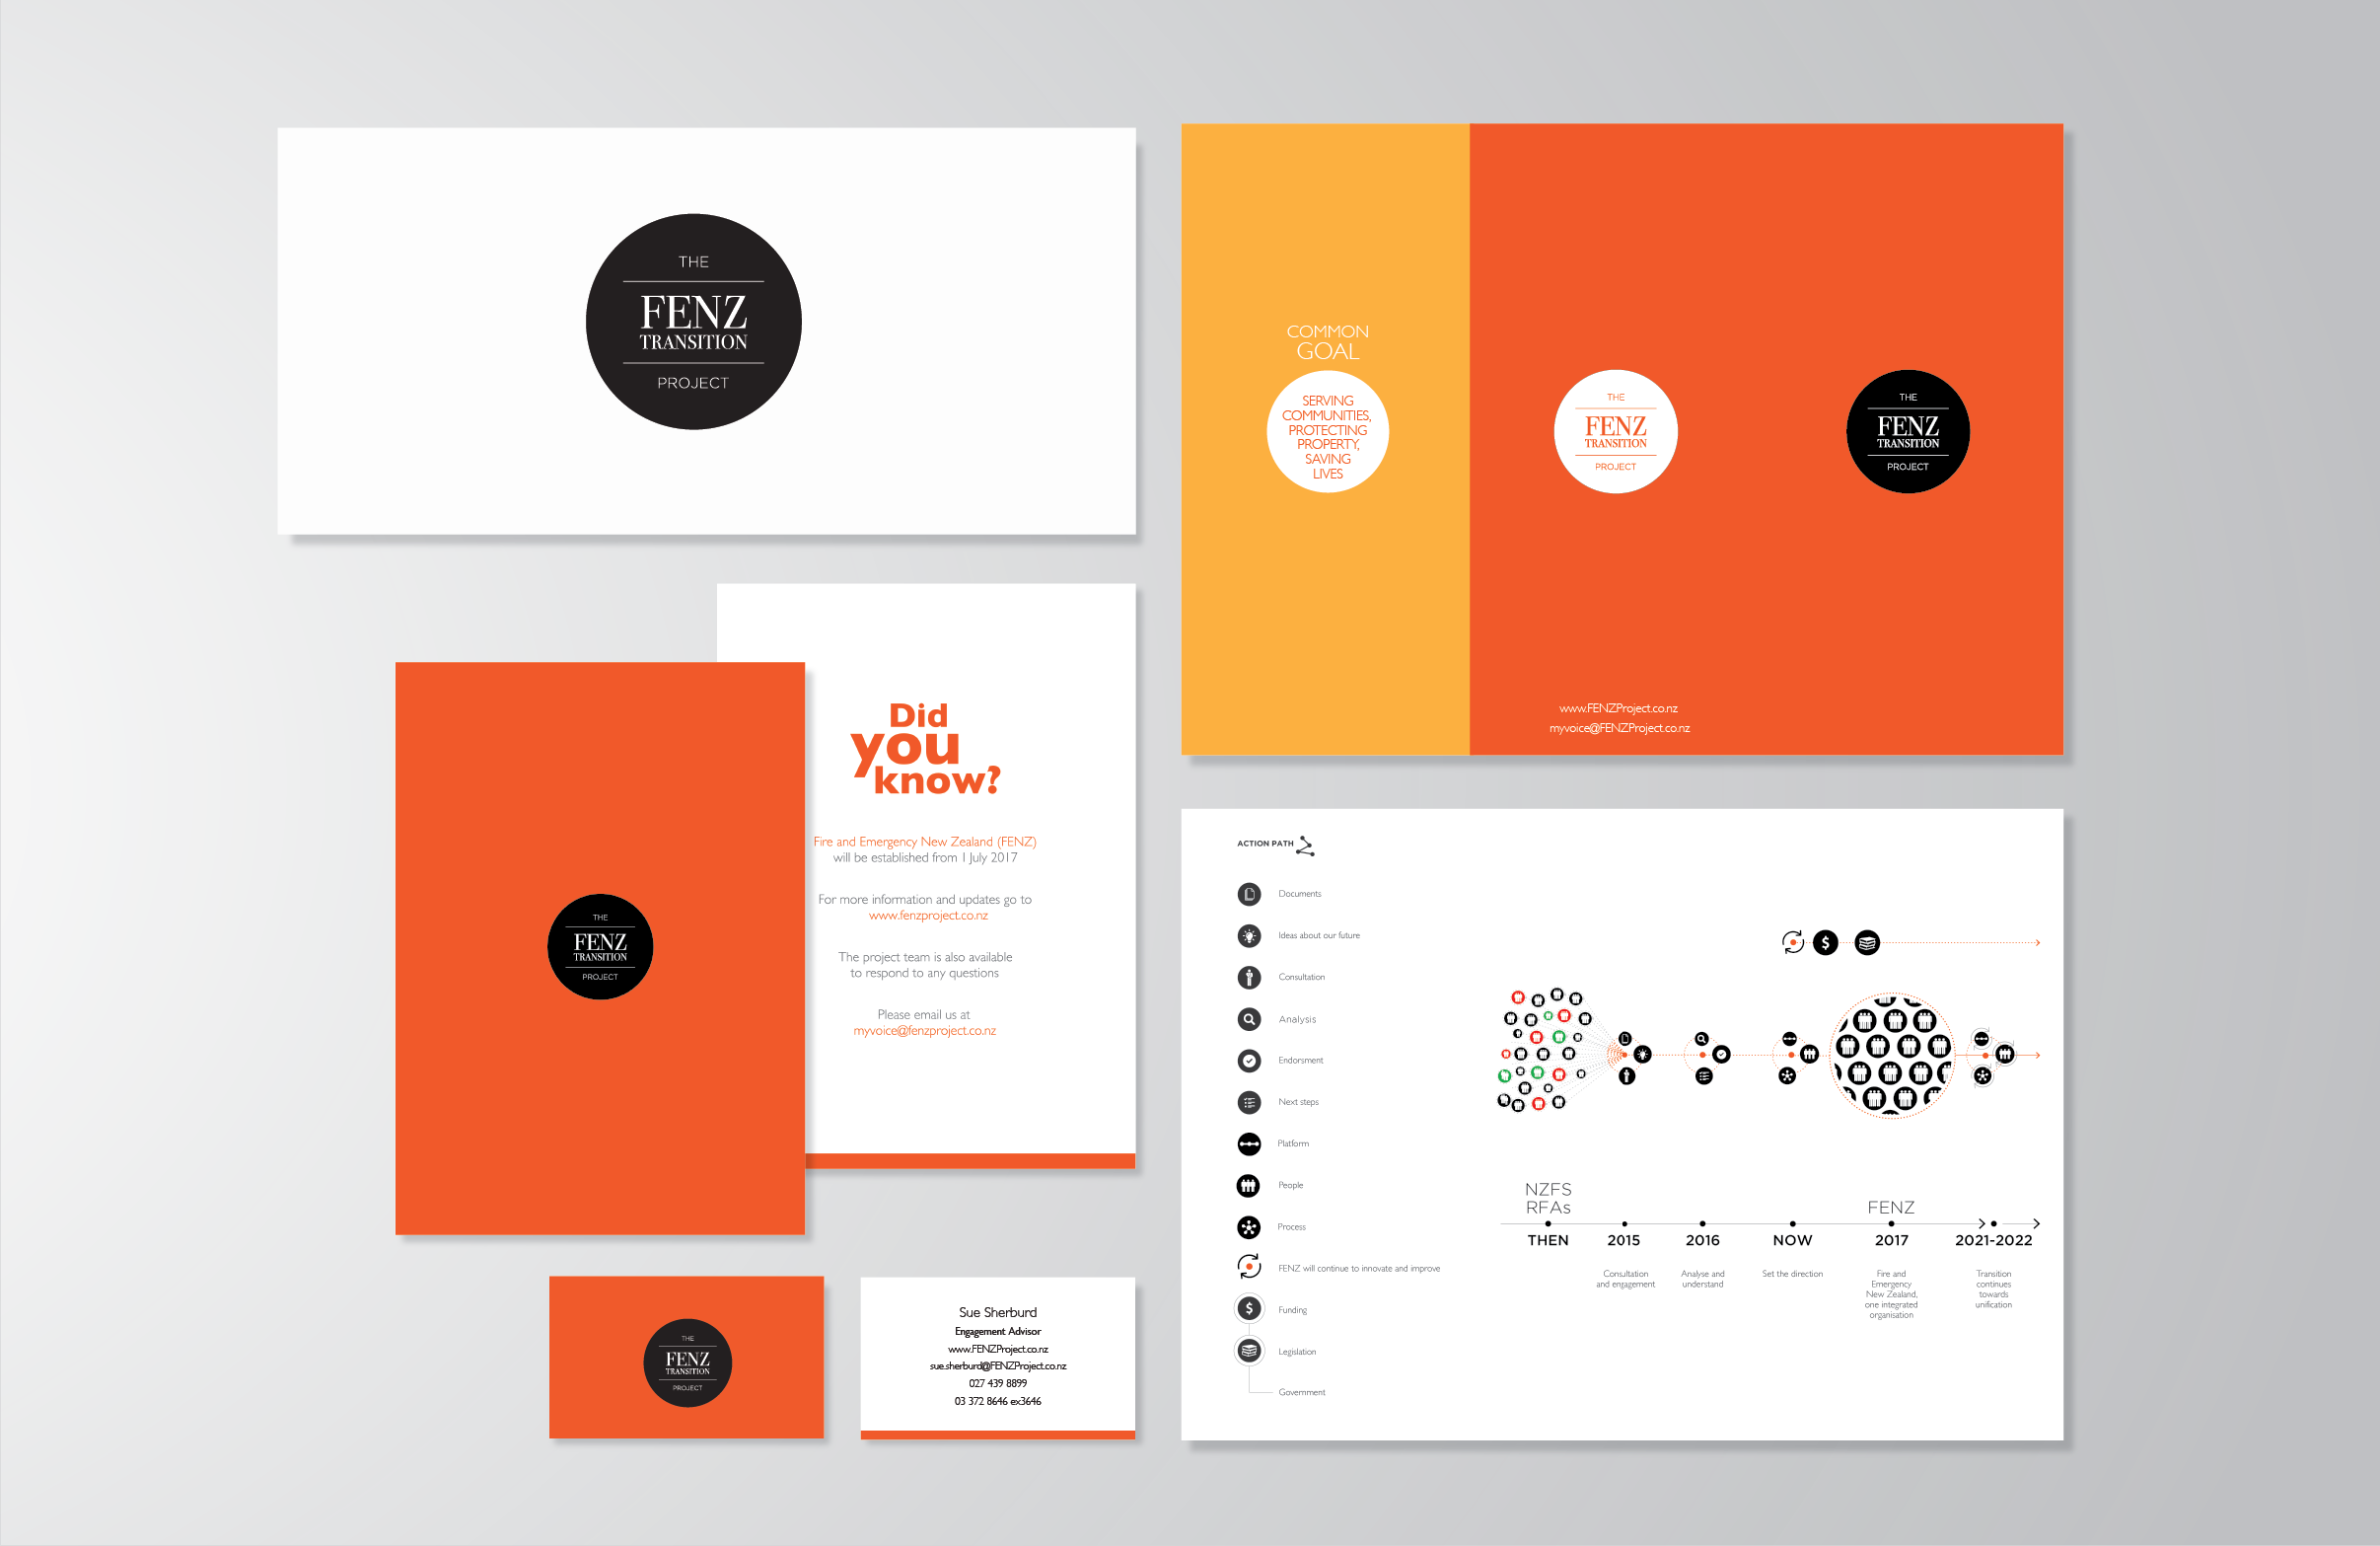 THE
FENZ
TRANSITION
PROJECT
COMMON
GOAL
SERVING
COMMUNITIES,
PROTECTING
PROPERTY,
SAVING
LIVES
THE
FENZ
TRANSITION
PROJECT
THE
FENZ
TRANSITION
PROJECT
www.FENZProject.co.nz
myvoice@FENZProject.co.nz
THE
FENZ
TRANSITION
PROJECT
Did
you
know?
Fire and Emergency New Zealand (FENZ)
will be established from 1 July 2017
For more information and updates go to
www.fenzproject.co.nz
The project team is also available
to respond to any questions
Please email us at
myvoice@fenzproject.co.nz
THE
FENZ
TRANSITION
PROJECT
Sue Sherburd
Engagement Advisor
www.FENZProject.co.nz
sue.sherburd@FENZProject.co.nz
027 439 8899
03 372 8646 ex3646
ACTION PATH
Documents
Ideas about our future
Consultation
Analysis
Endorsment
Next steps
Platform
People
Process
FENZ will continue to innovate and improve
$
Funding
Legislation
Government
$
NZFS
RFAs
FENZ
THEN
2015
2016
NOW
2017
2021-2022
Consultation
and engagement
Analyse and
understand
Set the direction
Fire and
Emergency
New Zealand,
one integrated
organisation
Transition
continues
towards
unification